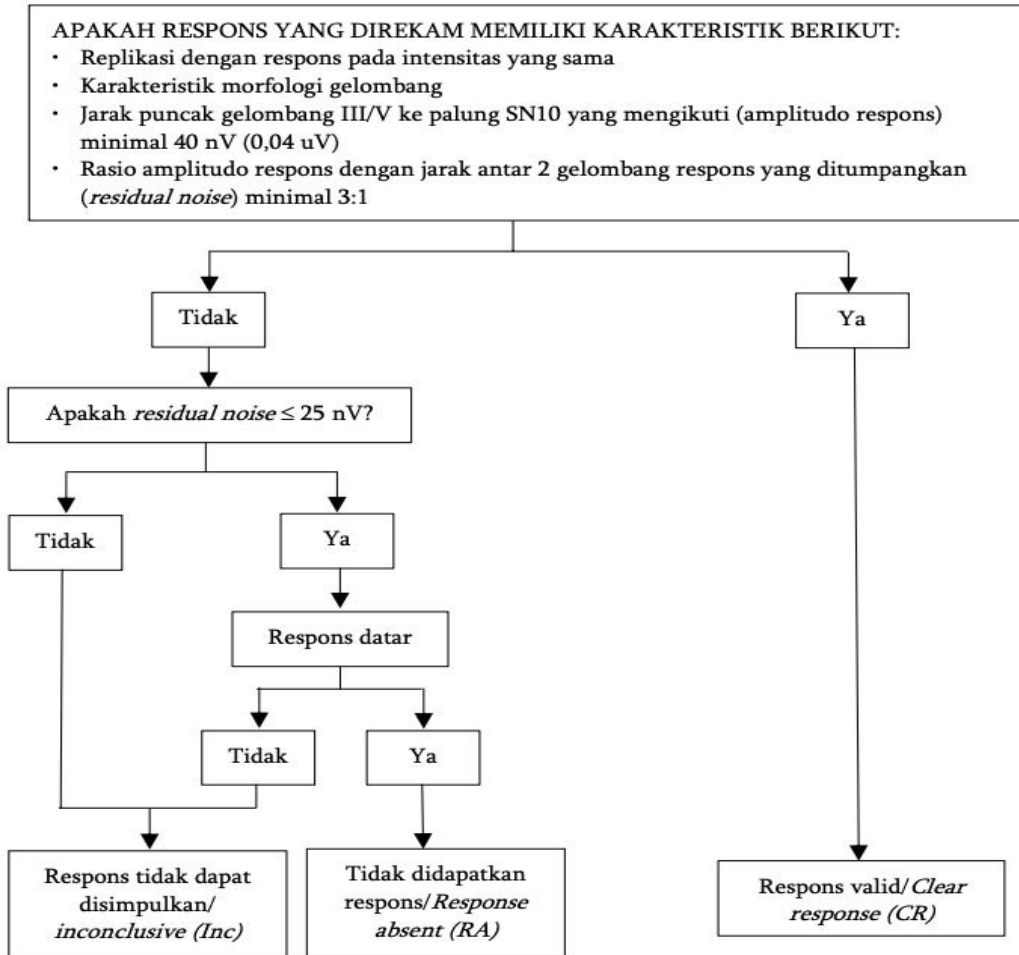 APAKAH RESPONS YANG DIREKAM MEMILIKI KARAKTERISTIK BERIKUT:
• Replikasi dengan respons pada intensitas yang sama
• Karakteristik morfologi gelombang
• Jarak puncak gelombang III/V ke palung SN10 yang mengikuti (amplitudo respons)
minimal 40 nV (0,04 uV)
• Rasio amplitudo respons dengan jarak antar 2 gelombang respons yang ditumpangkan
(residual noise) minimal 3:1
Tidak
Ya
Apakah residual noise ≤ 25 nV?
Tidak
Ya
Respons datar
Tidak
Ya
Respons tidak dapat
disimpulkan/
inconclusive (Inc)
Tidak didapatkan
respons/Response
absent (RA)
Respons valid/Clear
response (CR)